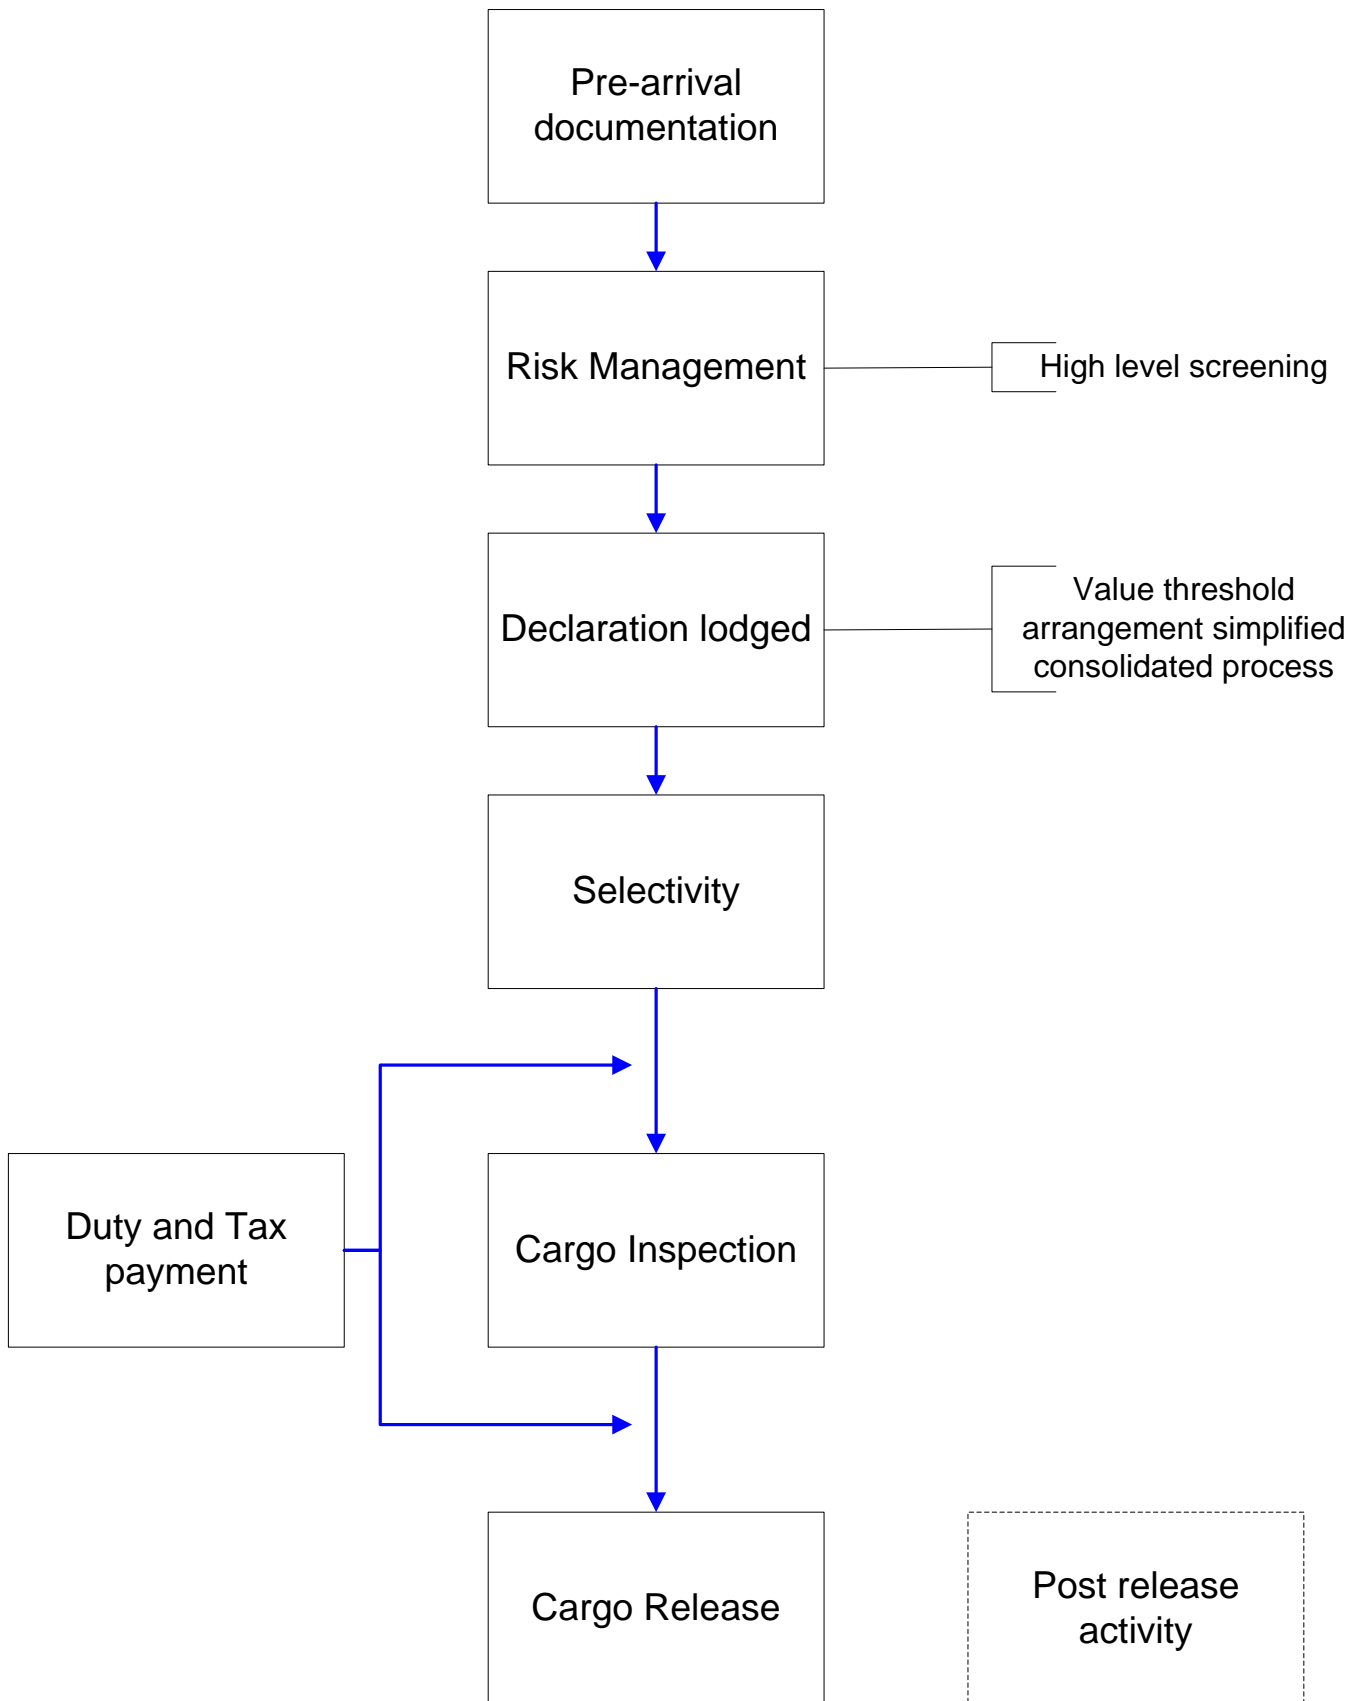 Pre-arrival
documentation
Risk Management
High level screening
Declaration lodged
Value threshold
arrangement simplified
consolidated process
Selectivity
Duty and Tax
payment
Cargo Inspection
Cargo Release
Post release
activity